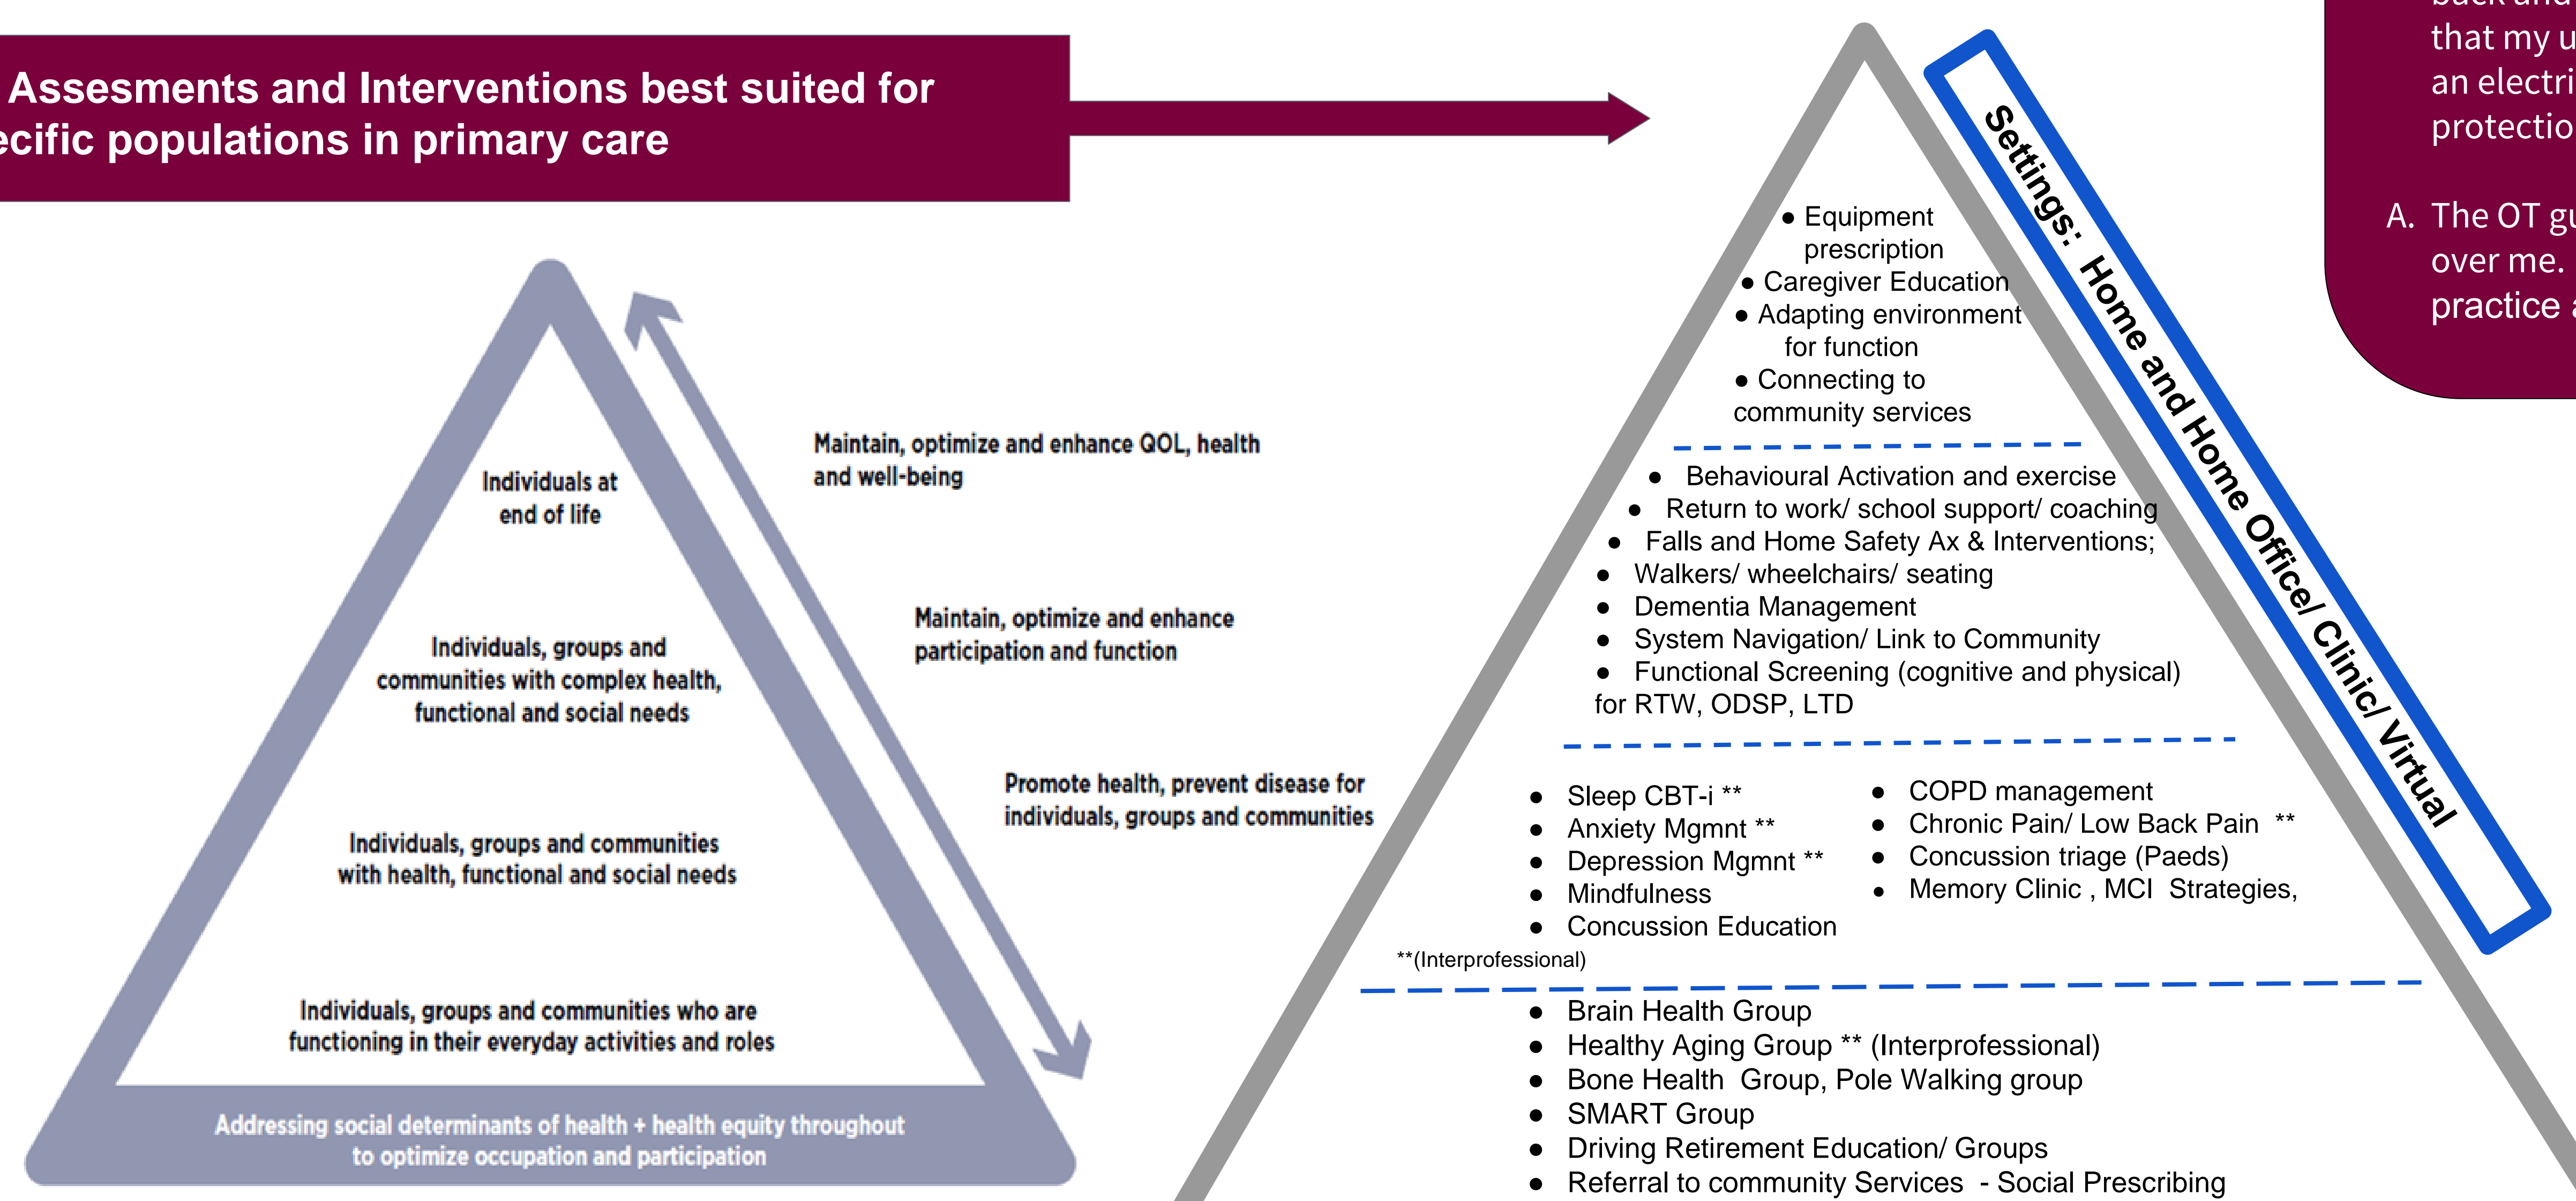 Assesments and Interventions best suited for
ecific populations in primary care
Individuals at
end of life
Individuals, groups and
communities with complex health,
functional and social needs
Individuals, groups and communities
with health, functional and social needs
Individuals, groups and communities who are
functioning in their everyday activities and roles
Addressing social determinants of health + health equity throughout
to optimize occupation and participation
Maintain, optimize and enhance QOL, health
and well-being
Maintain, optimize and enhance
participation and function
Promote health, prevent disease for
individuals, groups and communities
● Equipment
prescription
● Caregiver Education
● Adapting environment
for function
● Connecting to
community services
● Behavioural Activation and exercise
● Return to work/ school support/ coaching
● Falls and Home Safety Ax & Interventions;
● Walkers/ wheelchairs/ seating
● Dementia Management
● System Navigation/ Link to Community
● Functional Screening (cognitive and physical)
for RTW, ODSP, LTD
● Sleep CBT-i **
● Anxiety Mgmnt **
● Depression Mgmnt **
● Mindfulness
● Concussion Education
● COPD management
● Chronic Pain/ Low Back Pain **
● Concussion triage (Paeds)
● Memory Clinic , MCI Strategies,
**(Interprofessional)
● Brain Health Group
● Healthy Aging Group ** (Interprofessional)
● Bone Health Group, Pole Walking group
● SMART Group
● Driving Retirement Education/ Groups
● Referral to community Services - Social Prescribing
Settings: Home and Home Office/ Clinic/ Virtual
that my u
an electri
protectio
A. The OT gu
over me.
practice a